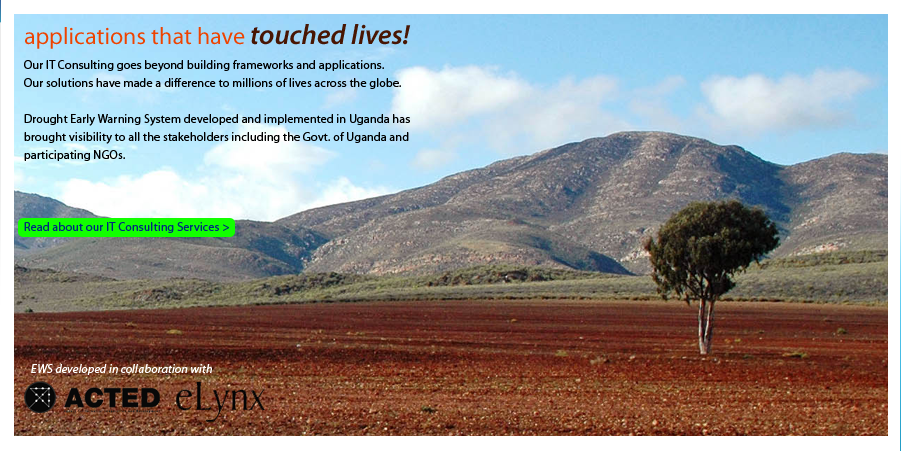 applications that have touched lives!
Our IT Consulting goes beyond building frameworks and applications.
Our solutions have made a difference to millions of lives across the globe.
Drought Early Warning System developed and implemented in Uganda has
brought visibility to all the stakeholders including the Govt. of Uganda and
participating NGOs.
Read about our IT Consulting Services >
EWS developed in collaboration with
ACTED eLynx